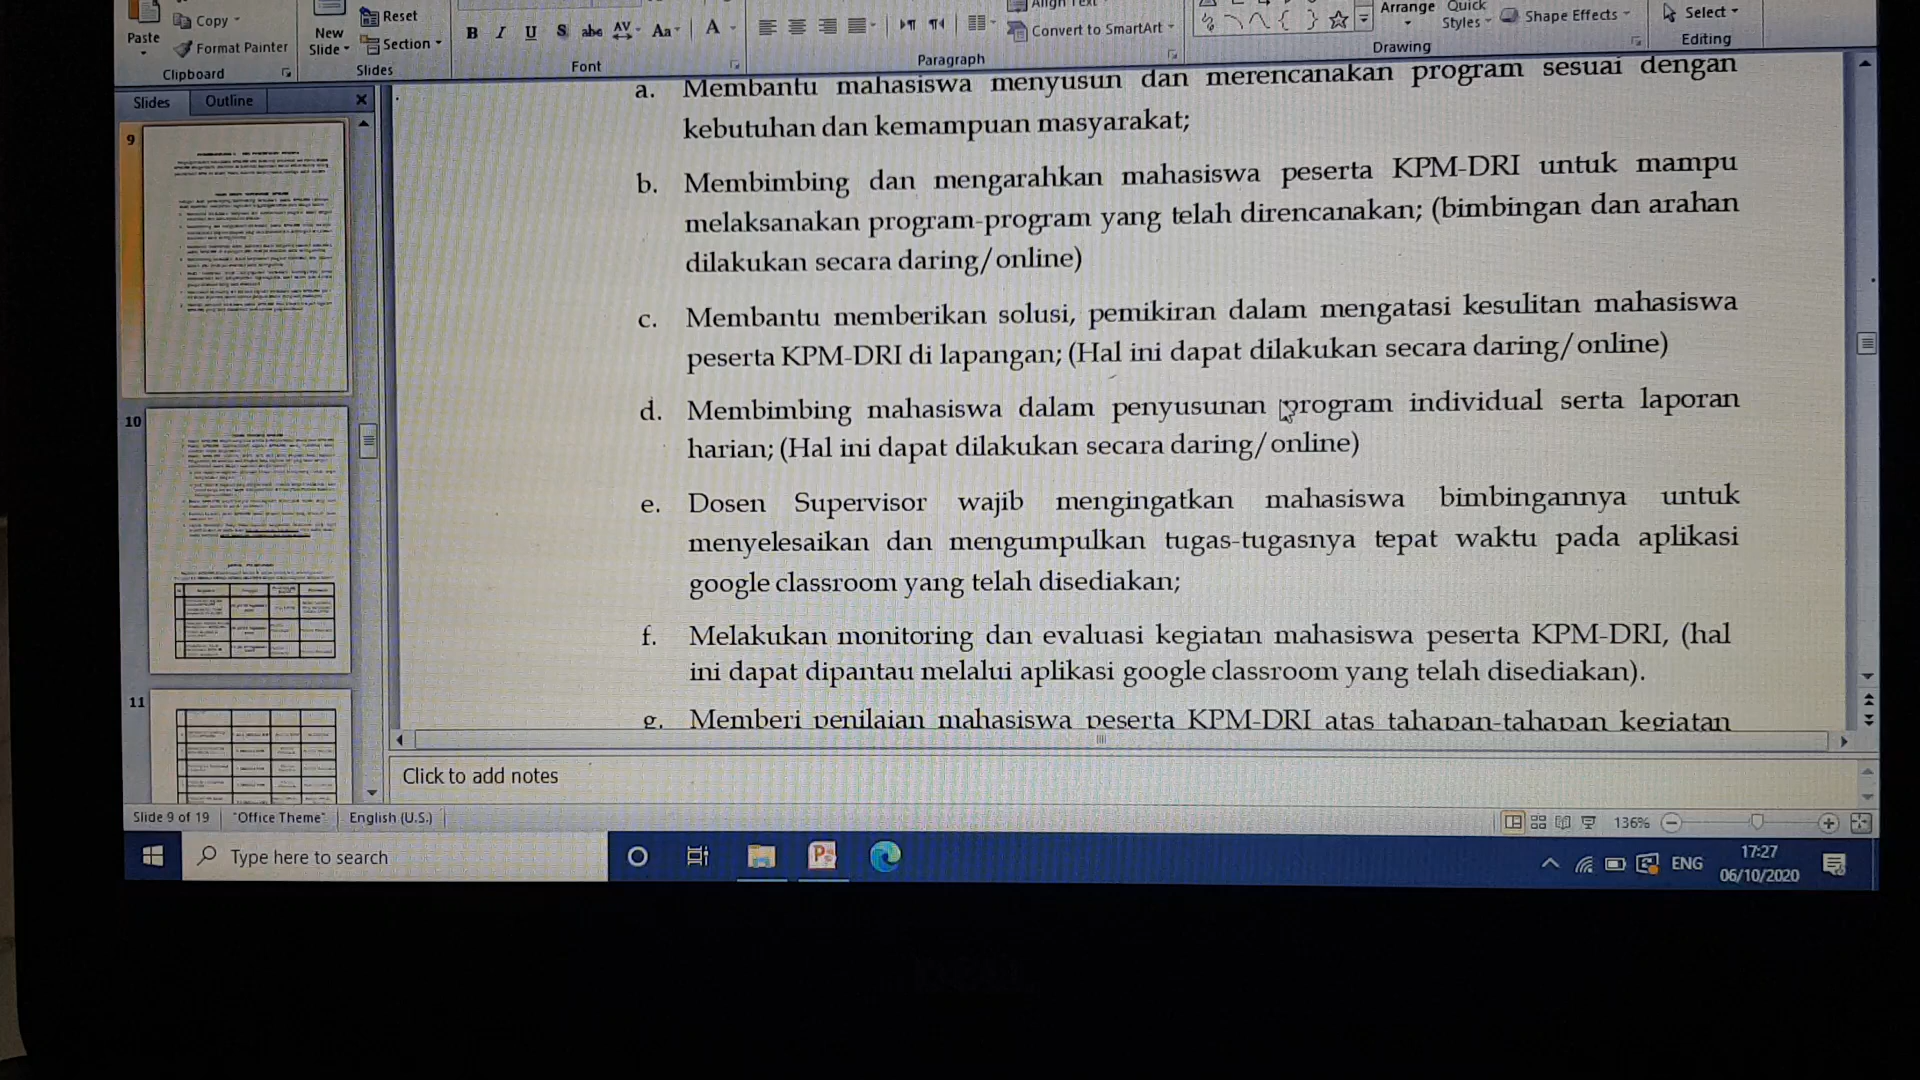 Paste
Copy
Format Painter
Clipboard
New
Slide
Reset
Section
Slides
B I U S abc AV Aa A
Font
Align Text
Convert to SmartArt
Paragraph
Arrange
Quick
Styles
Shape Effects
Drawing
Select
Editing
Slides
Outline
9
10
11
a. Membantu mahasiswa menyusun dan merencanakan program sesuai dengan
kebutuhan dan kemampuan masyarakat;
b. Membimbing dan mengarahkan mahasiswa peserta KPM-DRI untuk mampu
melaksanakan program-program yang telah direncanakan; (bimbingan dan arahan
dilakukan secara daring/online)
c. Membantu memberikan solusi, pemikiran dalam mengatasi kesulitan mahasiswa
peserta KPM-DRI di lapangan; (Hal ini dapat dilakukan secara daring/online)
d. Membimbing mahasiswa dalam penyusunan program individual serta laporan
harian; (Hal ini dapat dilakukan secara daring/online)
e. Dosen Supervisor wajib mengingatkan mahasiswa bimbingannya untuk
menyelesaikan dan mengumpulkan tugas-tugasnya tepat waktu pada aplikasi
google classroom yang telah disediakan;
f. Melakukan monitoring dan evaluasi kegiatan mahasiswa peserta KPM-DRI, (hal
ini dapat dipantau melalui aplikasi google classroom yang telah disediakan).
g. Memberi penilaian mahasiswa peserta KPM-DRI atas tahapan-tahapan kegiatan
Click to add notes
Slide 9 of 19
"Office Theme"
English (U.S.)
136%
Type here to search
ENG
17:27
06/10/2020